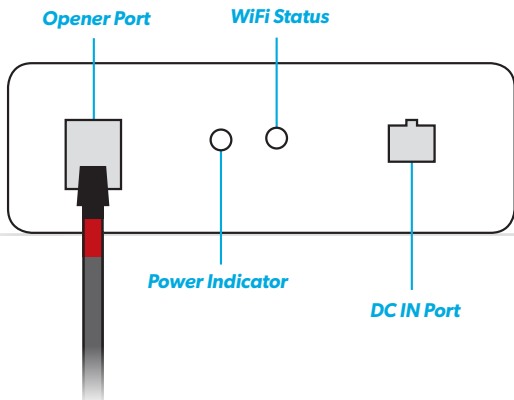 Opener Port
WiFi Status
Power Indicator
DC IN Port